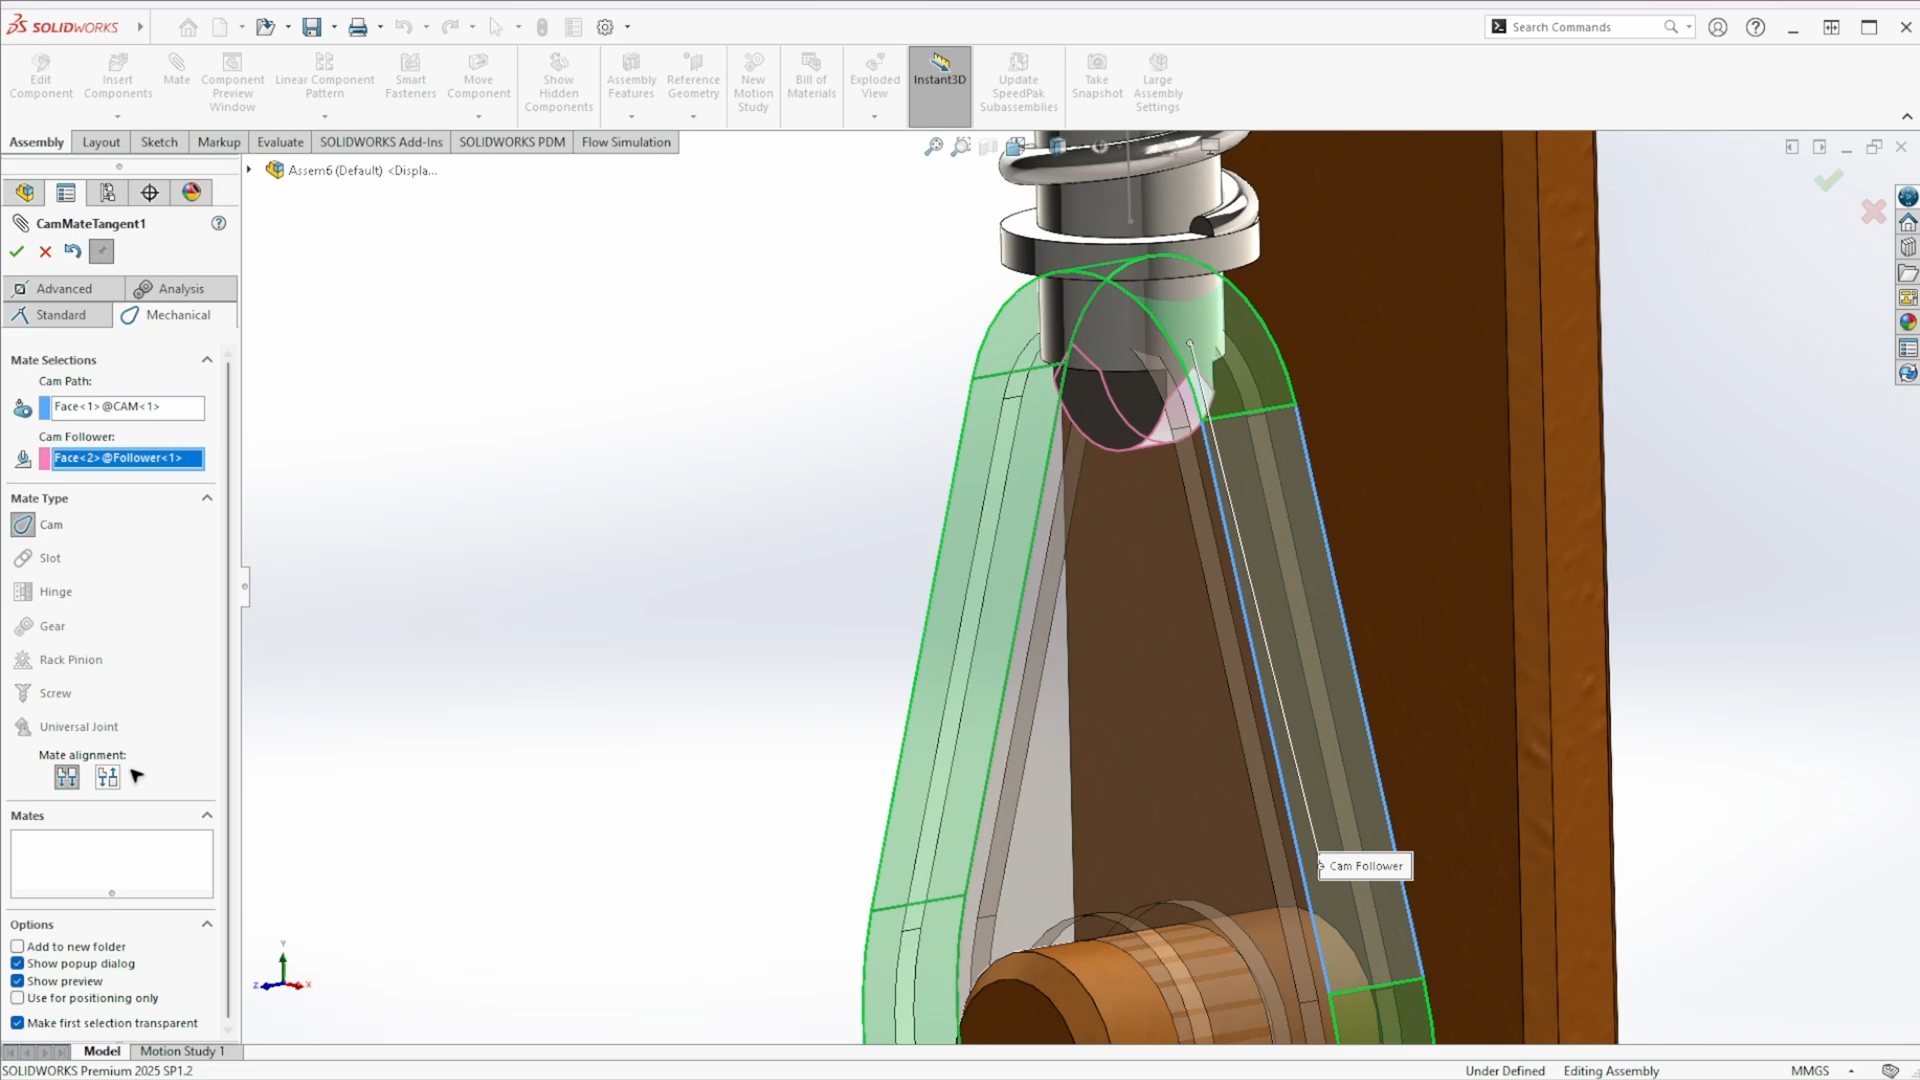 SOLIDWORKS
Search Commands
Edit Component
Insert Components
Mate
Component Preview Window
Linear Component Pattern
Smart Fasteners
Move Component
Show Hidden Components
Assembly Features
Reference Geometry
New Motion Study
Bill of Materials
Exploded View
Instant3D
Update SpeedPak Subassemblies
Take Snapshot
Large Assembly Settings
Assembly
Layout
Sketch
Markup
Evaluate
SOLIDWORKS Add-Ins
SOLIDWORKS PDM
Flow Simulation
Assem6 (Default) <Displa...
CamMateTangent1
Advanced
Analysis
Standard
Mechanical
Mate Selections
Cam Path:
Face<1>@CAM<1>
Cam Follower:
Face<2>@Follower<1>
Mate Type
Cam
Slot
Hinge
Gear
Rack Pinion
Screw
Universal Joint
Mate alignment:
Mates
Options
Add to new folder
Show popup dialog
Show preview
Use for positioning only
Make first selection transparent
Cam Follower
Y
Z
X
Model
Motion Study 1
SOLIDWORKS Premium 2025 SP1.2
Under Defined
Editing Assembly
MMGS